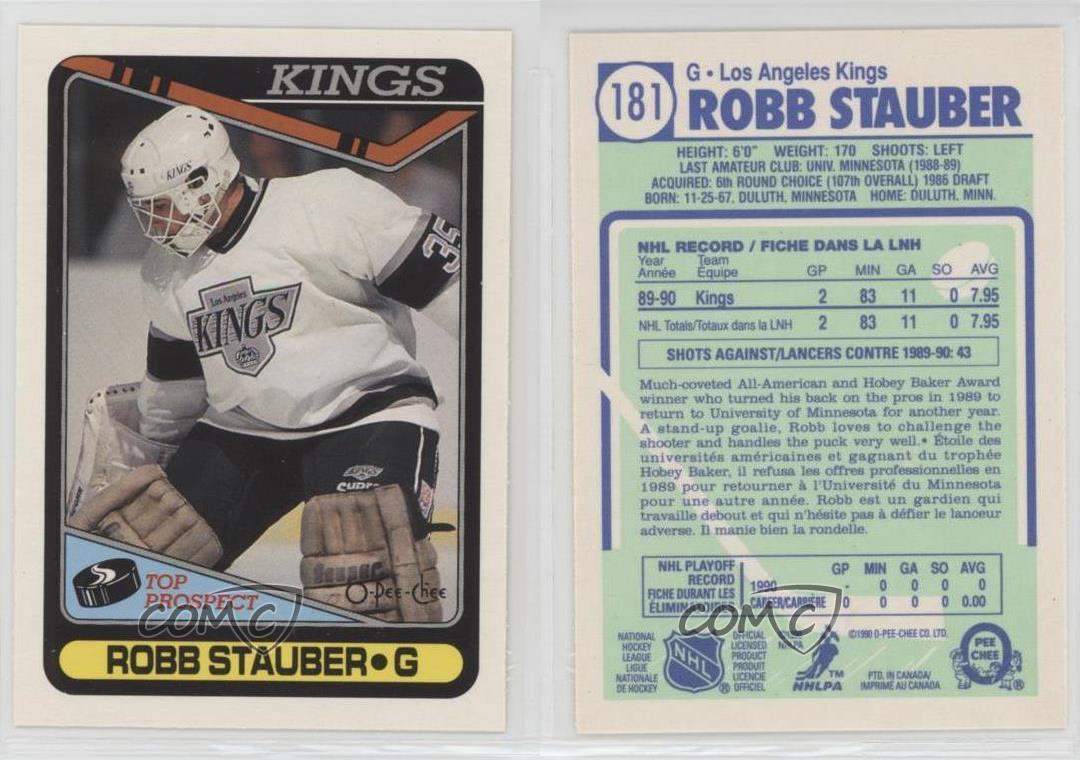 KINGS
KINGS
35
Los Angeles
KINGS
KINGS
O-Pee-Chee
TOP
PROSPECT
COMC
ROBB STAUBER • G
181
G • Los Angeles Kings
ROBB STAUBER
HEIGHT: 6'0" WEIGHT: 170 SHOOTS: LEFT
LAST AMATEUR CLUB: UNIV. MINNESOTA (1988-89)
ACQUIRED: 6th ROUND CHOICE (107th OVERALL) 1986 DRAFT
BORN: 11-25-67, DULUTH, MINNESOTA HOME: DULUTH, MINN.
NHL RECORD / FICHE DANS LA LNH
Year Team
Année Équipe GP MIN GA SO AVG
89-90 Kings 2 83 11 0 7.95
NHL Totals/Totaux dans la LNH 2 83 11 0 7.95
SHOTS AGAINST/LANCERS CONTRE 1989-90: 43
Much-coveted All-American and Hobey Baker Award
winner who turned his back on the pros in 1989 to
return to University of Minnesota for another year.
A stand-up goalie, Robb loves to challenge the
shooter and handles the puck very well.• Étoile des
universités américaines et gagnant du trophée
Hobey Baker, il refusa les offres professionnelles en
1989 pour retourner à l'Université du Minnesota
pour une autre année. Robb est un gardien qui
travaille debout et qui n'hésite pas à défier le lanceur
adverse. Il manie bien la rondelle.
NHL PLAYOFF
RECORD
FICHE DURANT LES
ÉLIMINATOIRES
GP MIN GA SO AVG
1990 - 0 0 0 0
CAREER/CARRIÈRE 0 0 0 0 0.00
COMC
NATIONAL
HOCKEY
LEAGUE
LIGUE
NATIONALE
DE HOCKEY
NHL
®
OFFICIAL
LICENSED
PRODUCT
PRODUIT
OFFICIEL
LICENCIÉ
NHLPA
TM
NHLPA
©1990 O-PEE-CHEE CO. LTD.
PTD. IN CANADA/
IMPRIMÉ AU CANADA
PEE
CHEE
®